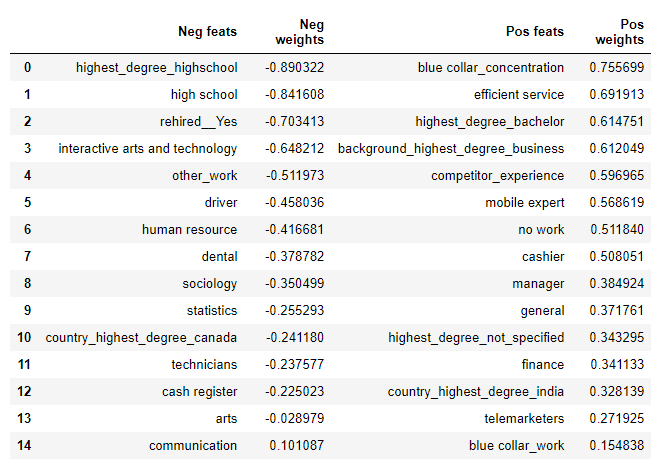 Neg feats Neg weights Pos feats Pos weights
0 highest_degree_highschool -0.890322 blue collar_concentration 0.755699
1 high school -0.841608 efficient service 0.691913
2 rehired__Yes -0.703413 highest_degree_bachelor 0.614751
3 interactive arts and technology -0.648212 background_highest_degree_business 0.612049
4 other_work -0.511973 competitor_experience 0.596965
5 driver -0.458036 mobile expert 0.568619
6 human resource -0.416681 no work 0.511840
7 dental -0.378782 cashier 0.508051
8 sociology -0.350499 manager 0.384924
9 statistics -0.255293 general 0.371761
10 country_highest_degree_canada -0.241180 highest_degree_not_specified 0.343295
11 technicians -0.237577 finance 0.341133
12 cash register -0.225023 country_highest_degree_india 0.328139
13 arts -0.028979 telemarketers 0.271925
14 communication 0.101087 blue collar_work 0.154838